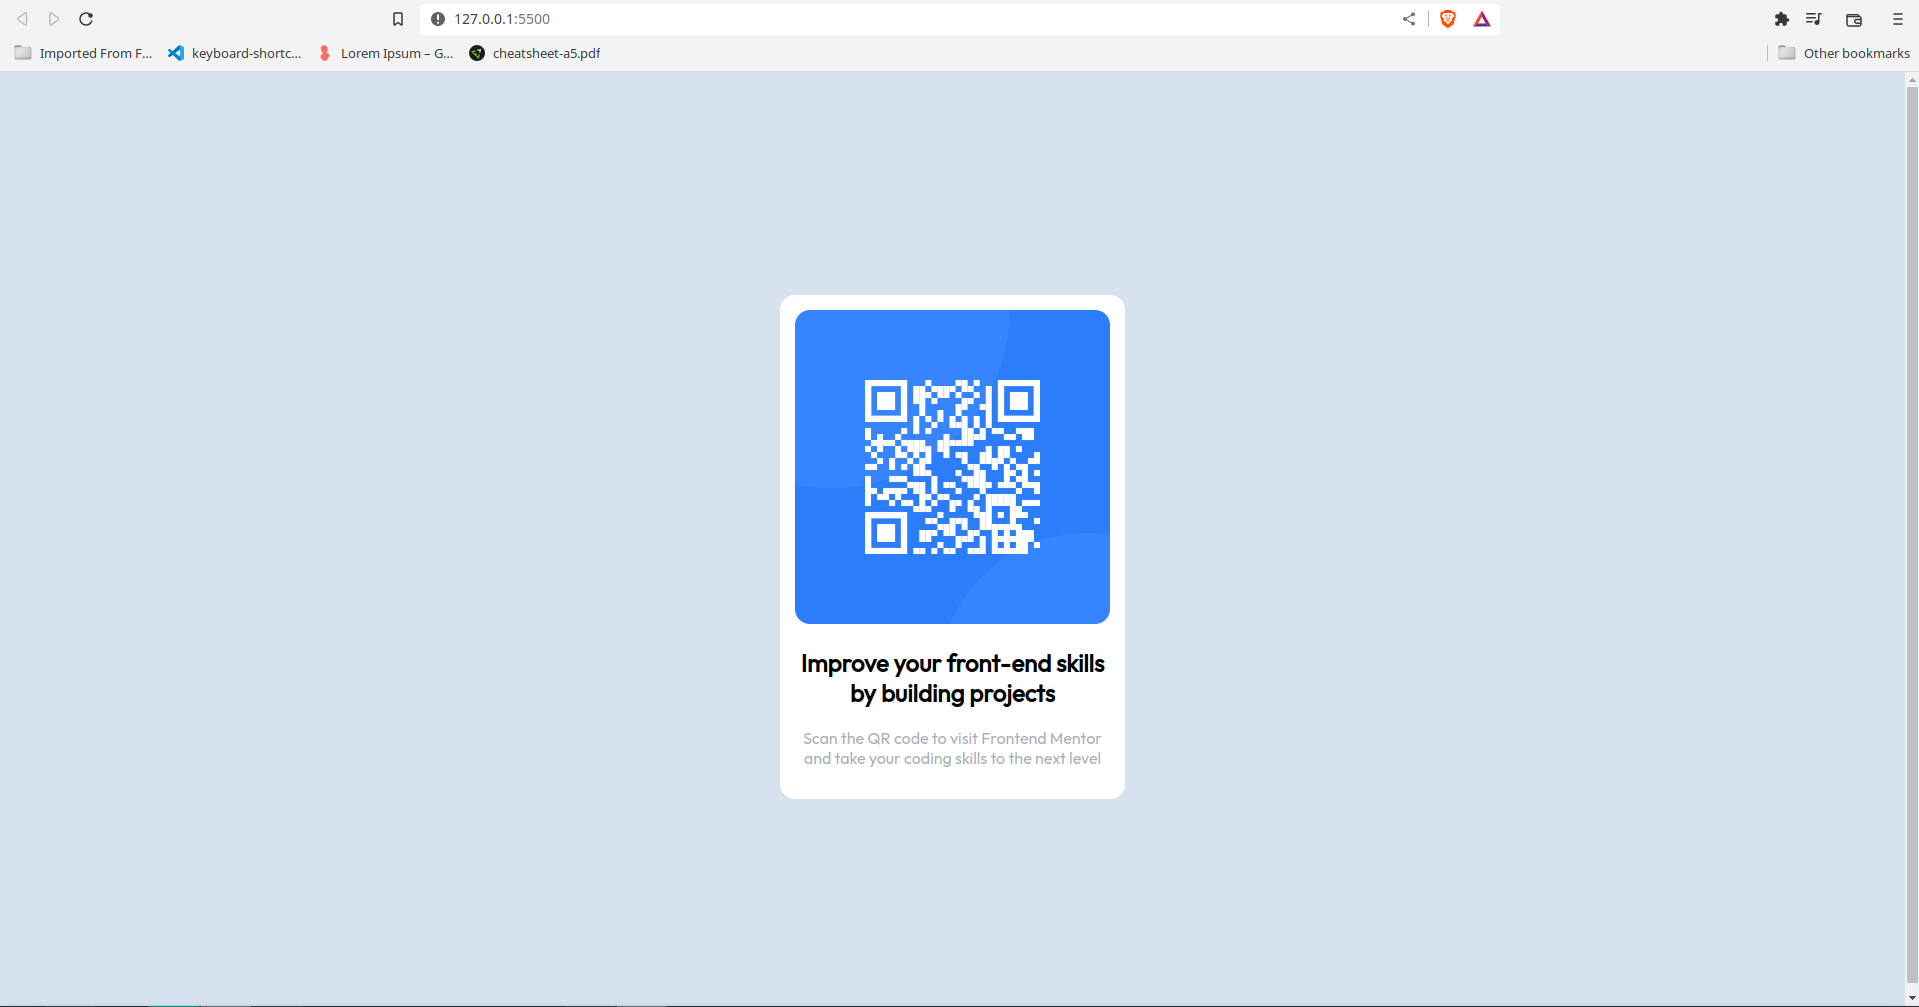 127.0.0.1:5500
Imported From F... keyboard-shortc... Lorem Ipsum – G... cheatsheet-a5.pdf Other bookmarks
Improve your front-end skills
by building projects
Scan the QR code to visit Frontend Mentor
and take your coding skills to the next level